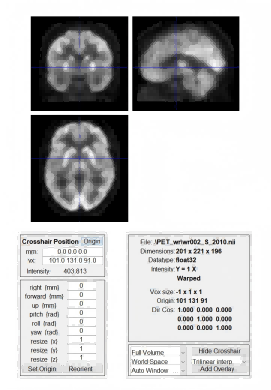 Crosshair Position Origin
mm: 0.0 0.0 0.0
vx: 101.0 131.0 91.0
Intensity: 403.813
right {mm} 0
forward {mm} 0
up {mm} 0
pitch {rad} 0
roll {rad} 0
yaw {rad} 0
resize {x} 1
resize {y} 1
resize {z} 1
Set Origin Reorient
File: .\PET_wrwr002_S_2010.nii
Dimensions: 201 x 221 x 196
Datatype: float32
Intensity: Y = 1 X
Warped
Vox size: -1 x 1 x 1
Origin: 101 131 91
Dir Cos: 1.000 0.000 0.000
0.000 1.000 0.000
0.000 0.000 1.000
Full Volume Hide Crosshair
World Space Trilinear interp.
Auto Window Add Overlay